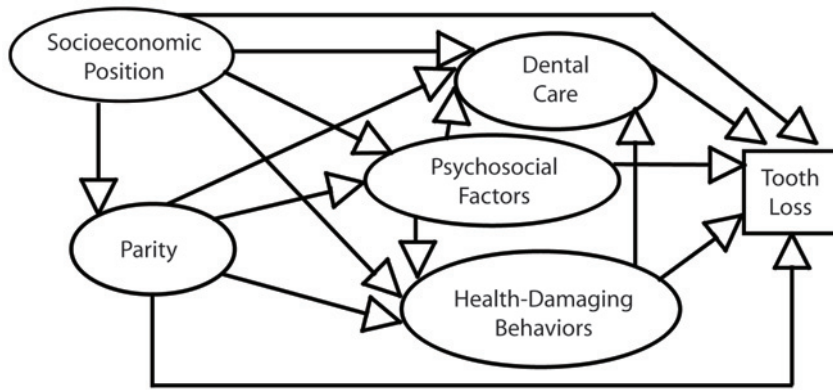 Socioeconomic
Position
Dental
Care
Psychosocial
Factors
Tooth
Loss
Parity
Health-Damaging
Behaviors